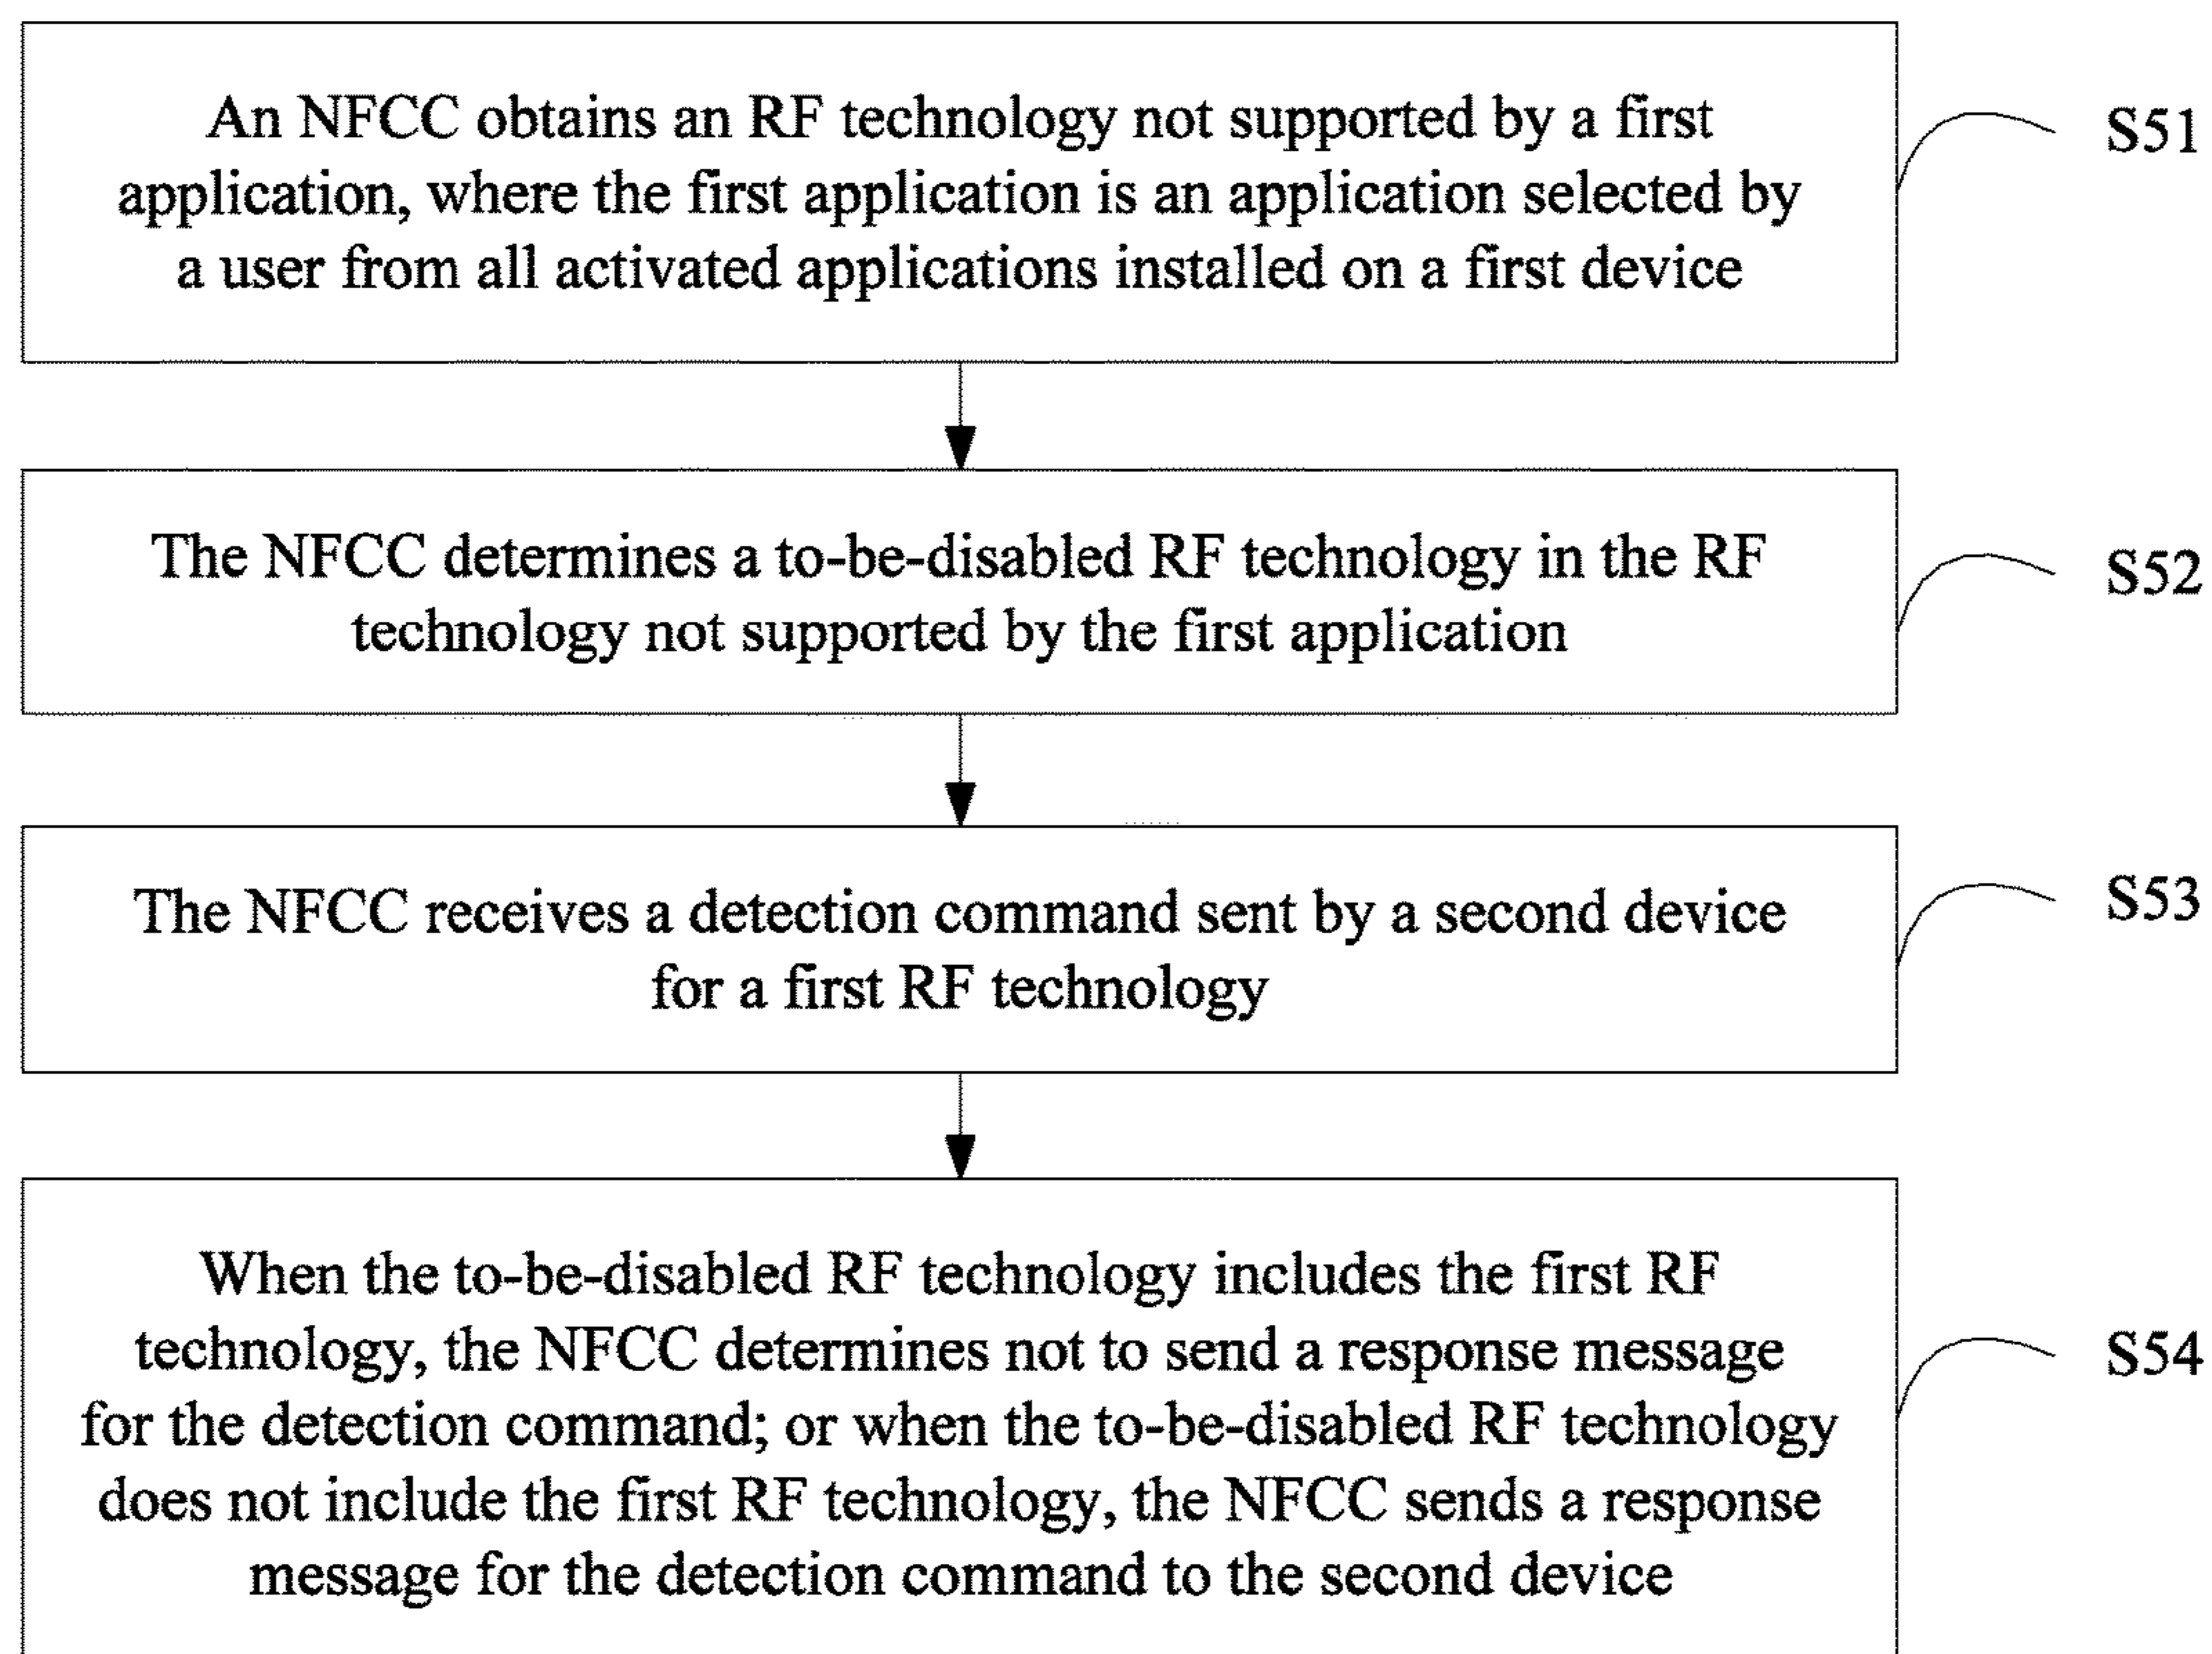 An NFCC obtains an RF technology not supported by a first
application, where the first application is an application selected by
a user from all activated applications installed on a first device
S51
The NFCC determines a to-be-disabled RF technology in the RF
technology not supported by the first application
S52
The NFCC receives a detection command sent by a second device
for a first RF technology
S53
When the to-be-disabled RF technology includes the first RF
technology, the NFCC determines not to send a response message
for the detection command; or when the to-be-disabled RF technology
does not include the first RF technology, the NFCC sends a response
message for the detection command to the second device
S54